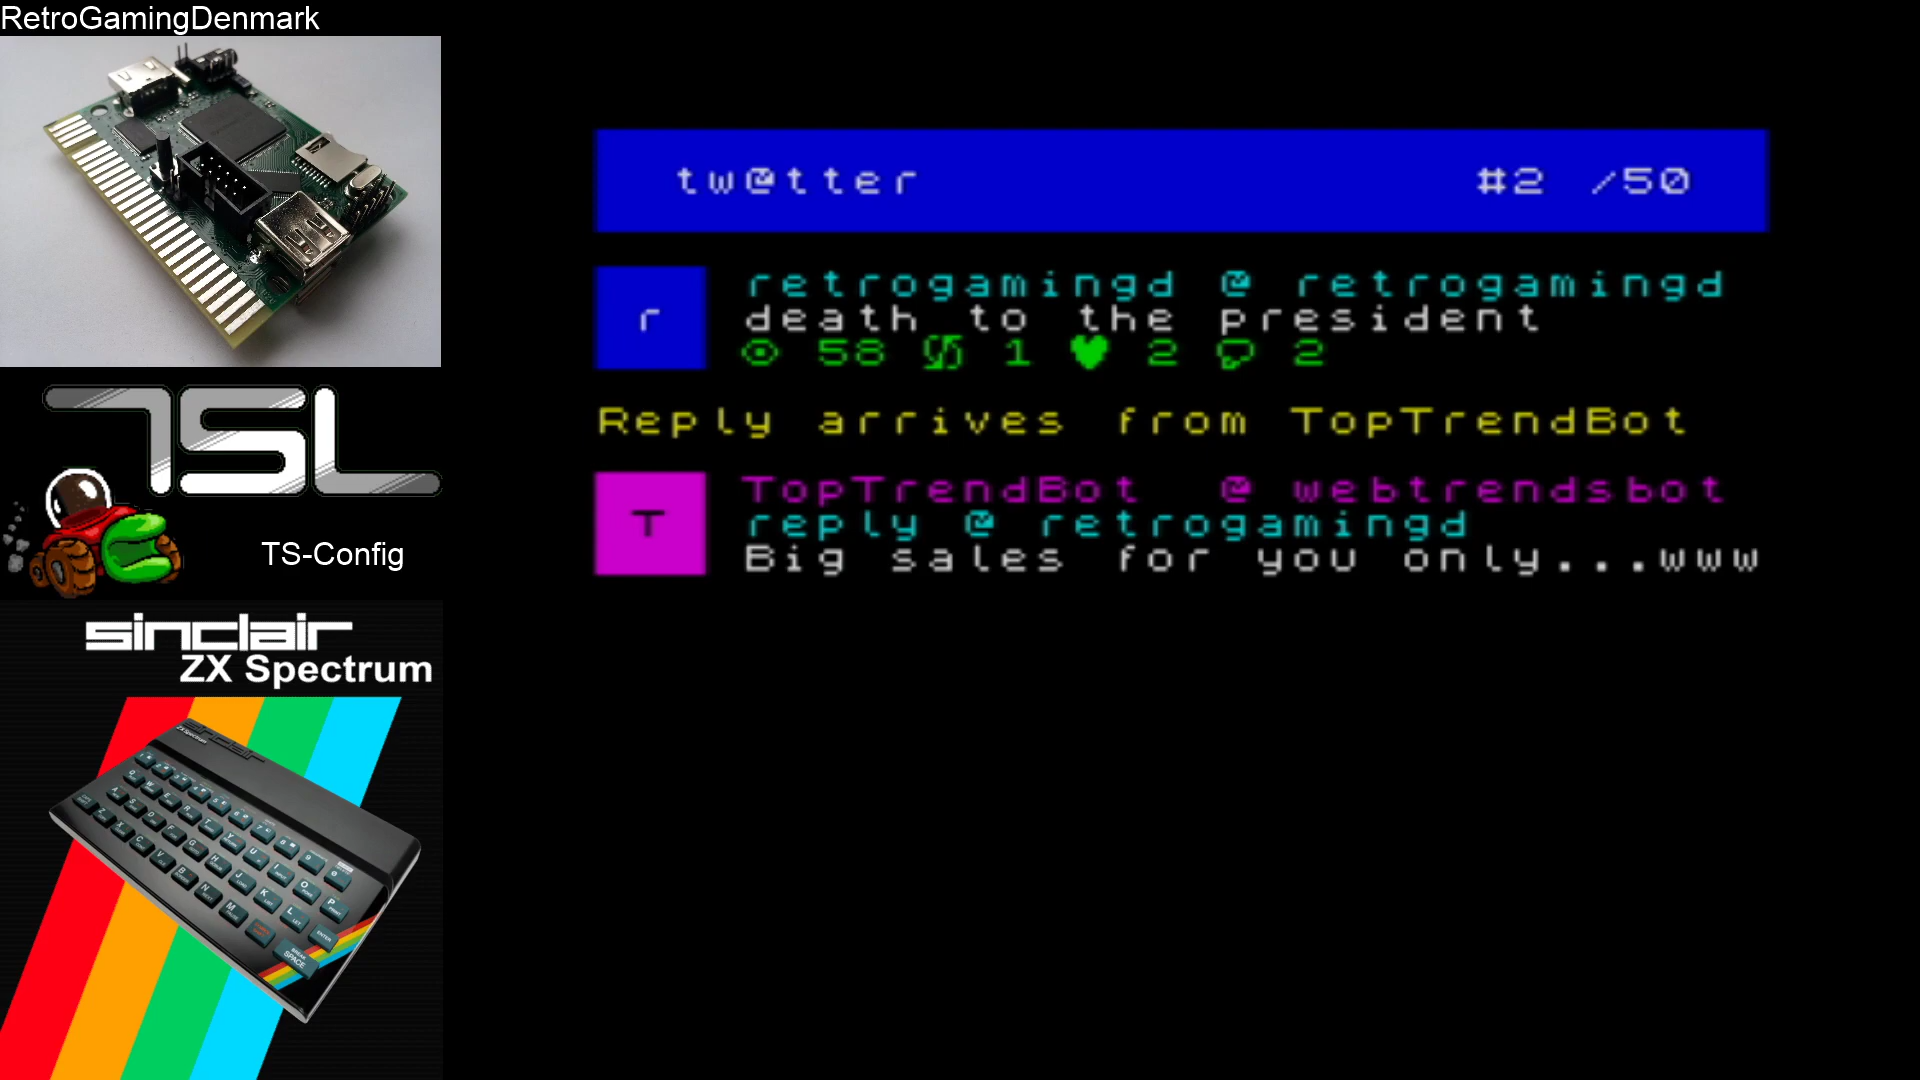 RetroGamingDenmark
tw@tter #2 /50
r
retrogamingd @ retrogamingd
death to the president
58 1 2 2
Reply arrives from TopTrendBot
T
TopTrendBot @ webtrendsbot
reply @ retrogamingd
Big sales for you only...www
TSL
TS-Config
sinclair
ZX Spectrum